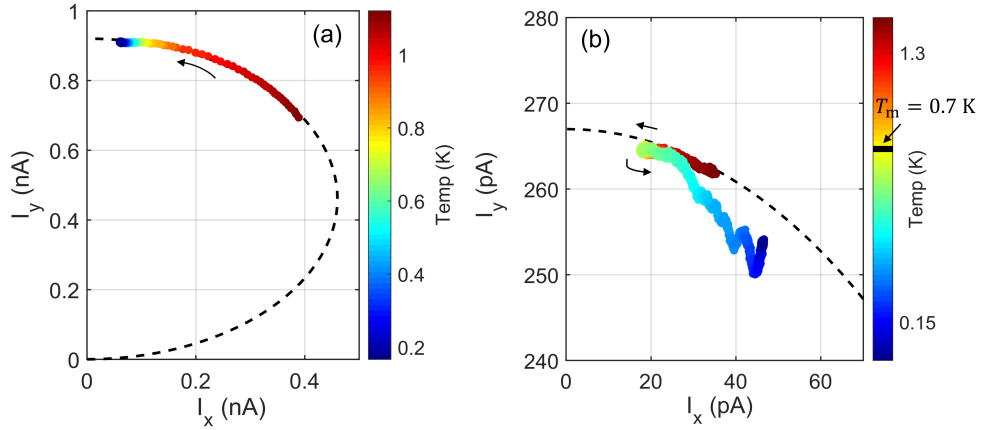 (a)
1
0.8
0.6
0.4
0.2
0
0
0.2
0.4
I_y (nA)
I_x (nA)
1
0.8
0.6
0.4
0.2
Temp (K)
(b)
280
270
260
250
240
0
20
40
60
I_y (pA)
I_x (pA)
1.3
T_m = 0.7 K
0.15
Temp (K)